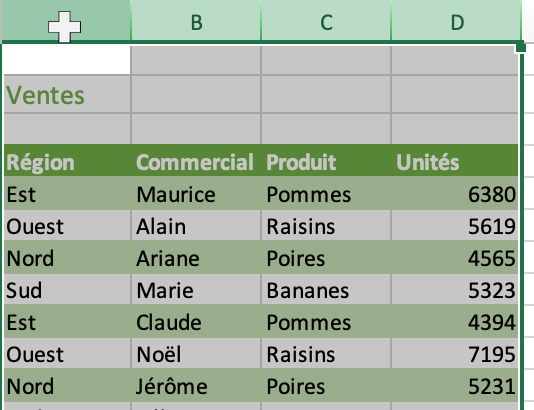 B C D
Ventes
Région Commercial Produit Unités
Est Maurice Pommes 6380
Ouest Alain Raisins 5619
Nord Ariane Poires 4565
Sud Marie Bananes 5323
Est Claude Pommes 4394
Ouest Noël Raisins 7195
Nord Jérôme Poires 5231